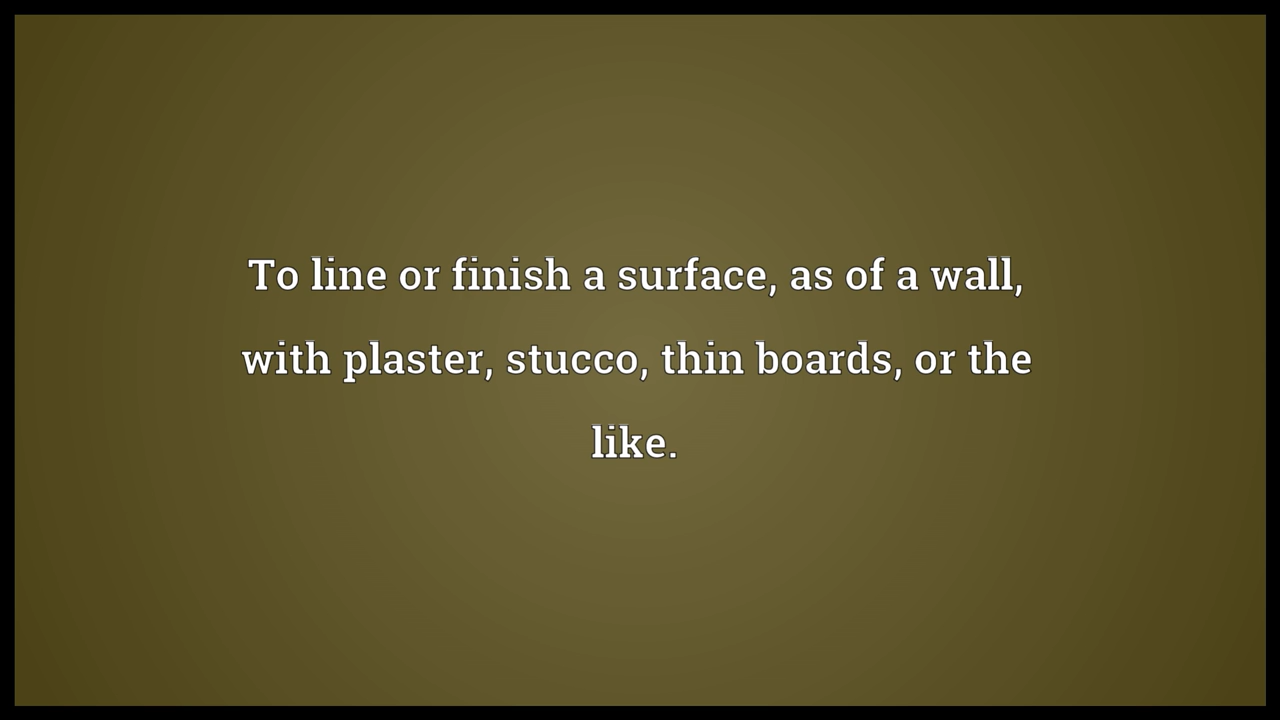 To line or finish a surface, as of a wall,
with plaster, stucco, thin boards, or the
like.